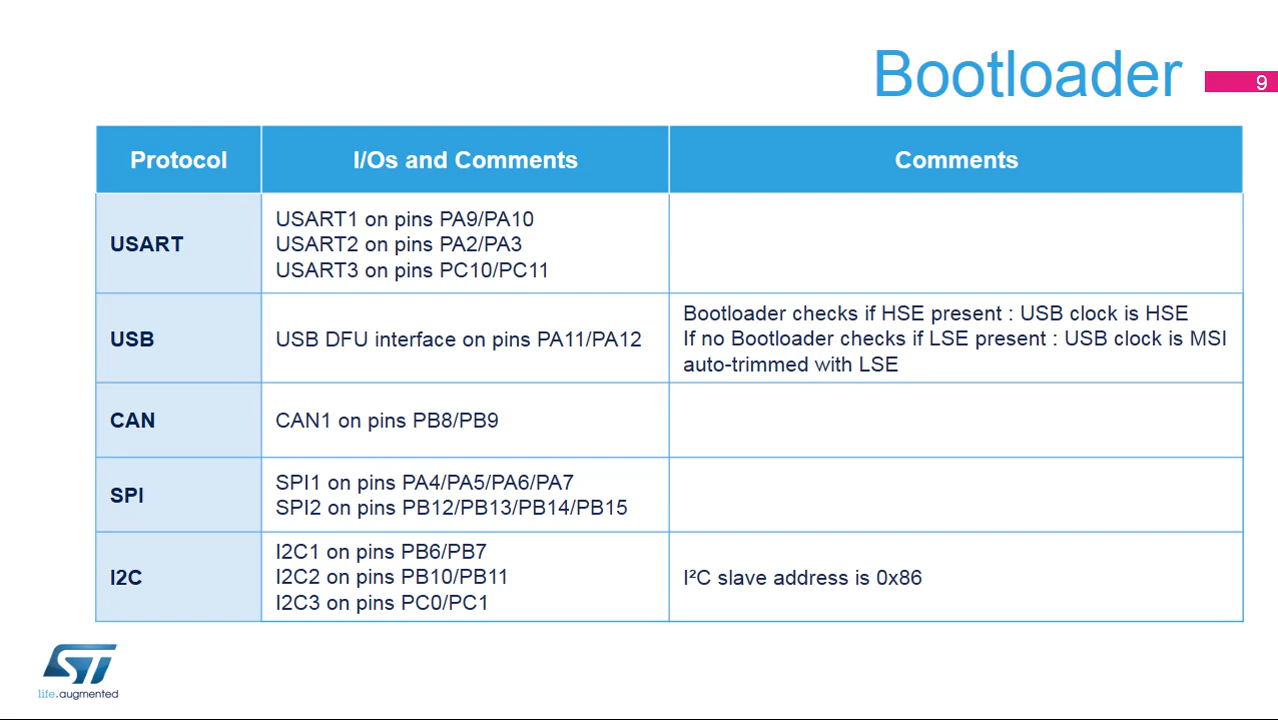 Bootloader
9
Protocol
I/Os and Comments
Comments
USART
USART1 on pins PA9/PA10
USART2 on pins PA2/PA3
USART3 on pins PC10/PC11
USB
USB DFU interface on pins PA11/PA12
Bootloader checks if HSE present : USB clock is HSE
If no Bootloader checks if LSE present : USB clock is MSI
auto-trimmed with LSE
CAN
CAN1 on pins PB8/PB9
SPI
SPI1 on pins PA4/PA5/PA6/PA7
SPI2 on pins PB12/PB13/PB14/PB15
I2C
I2C1 on pins PB6/PB7
I2C2 on pins PB10/PB11
I2C3 on pins PC0/PC1
I²C slave address is 0x86
ST
life.augmented